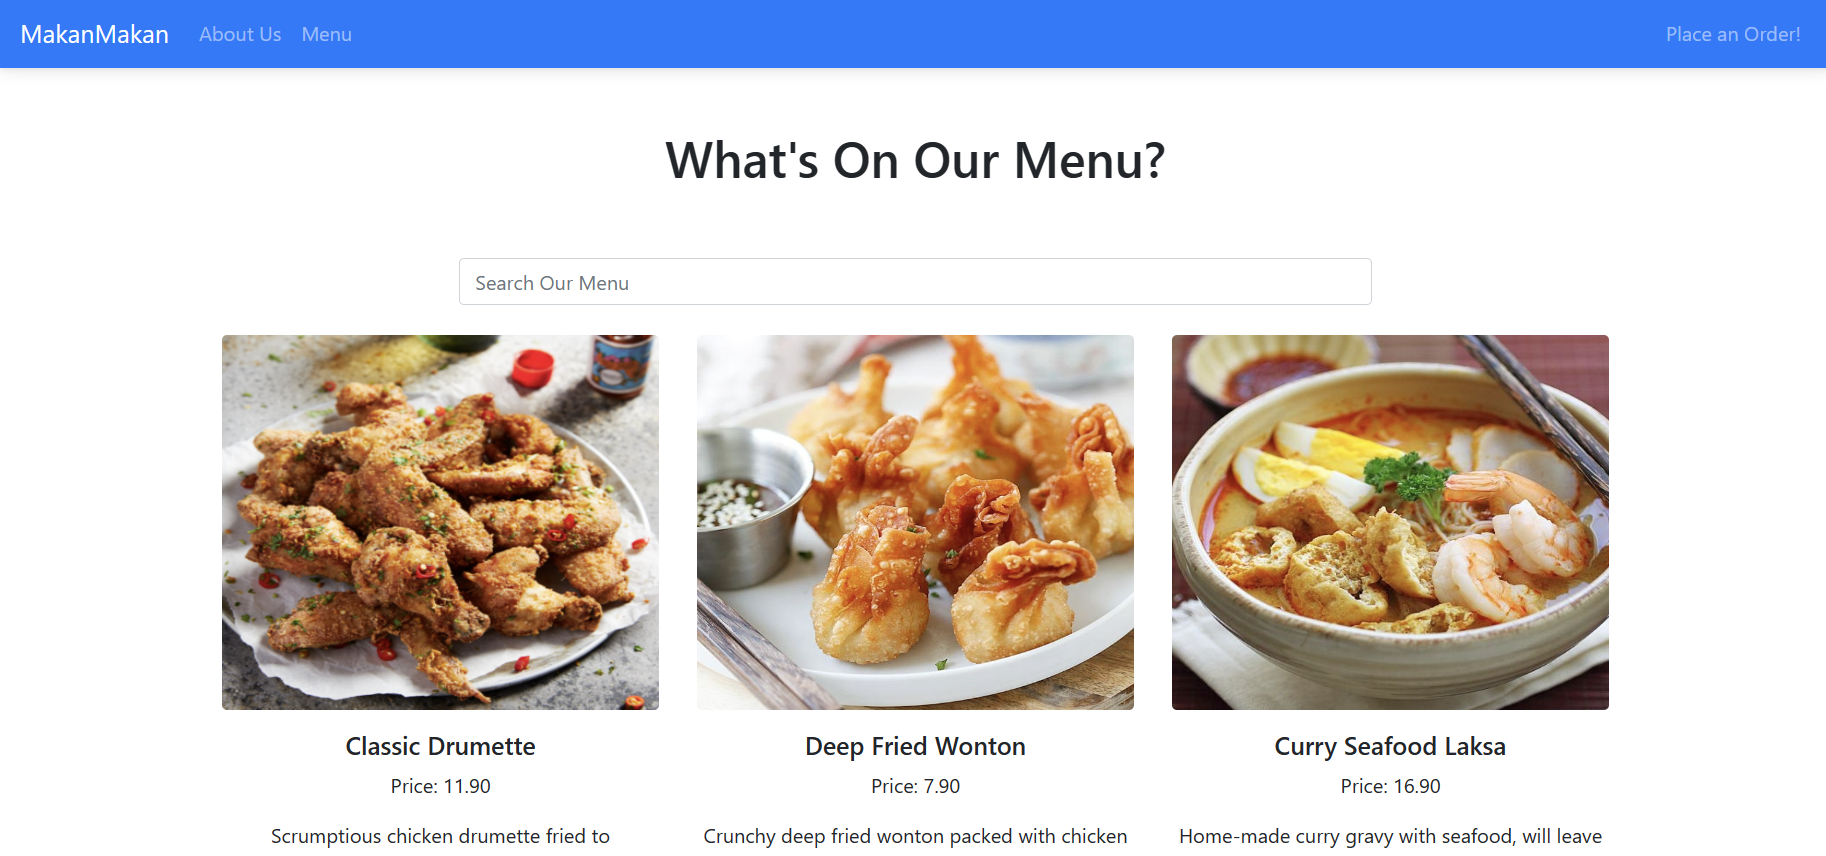 MakanMakan About Us Menu Place an Order!
What's On Our Menu?
Search Our Menu
Classic Drumette
Price: 11.90
Scrumptious chicken drumette fried to
Deep Fried Wonton
Price: 7.90
Crunchy deep fried wonton packed with chicken
Curry Seafood Laksa
Price: 16.90
Home-made curry gravy with seafood, will leave